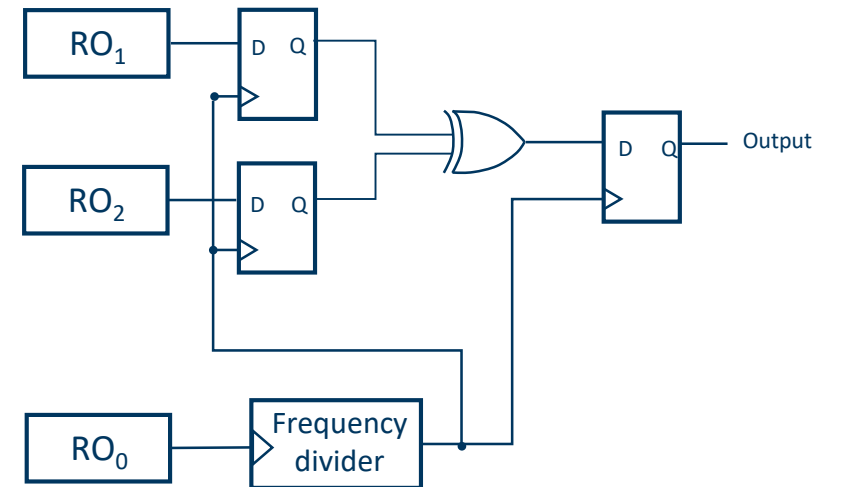 RO₁
D Q
RO₂
D Q
D Q
Output
RO₀
Frequency
divider